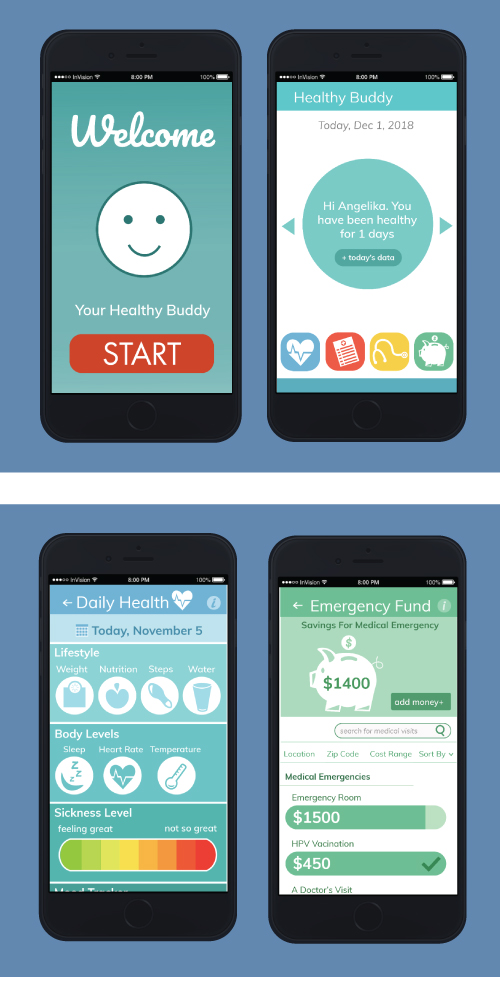 ●●●○○ InVision 8:00 PM 100%
Welcome
Your Healthy Buddy
START
●●●○○ InVision 8:00 PM 100%
Healthy Buddy
Today, Dec 1, 2018
Hi Angelika. You
have been healthy
for 1 days
+ today's data
●●●○○ InVision 8:00 PM 100%
← Daily Health i
Today, November 5
Lifestyle
Weight Nutrition Steps Water
Body Levels
Sleep Heart Rate Temperature
z z z
Sickness Level
feeling great not so great
Mood Tracker
●●●○○ InVision 8:00 PM 100%
← Emergency Fund i
Savings For Medical Emergency
$
$1400
add money+
search for medical visits
Location Zip Code Cost Range Sort By
Medical Emergencies
Emergency Room
$1500
HPV Vacination
$450
A Doctor's Visit